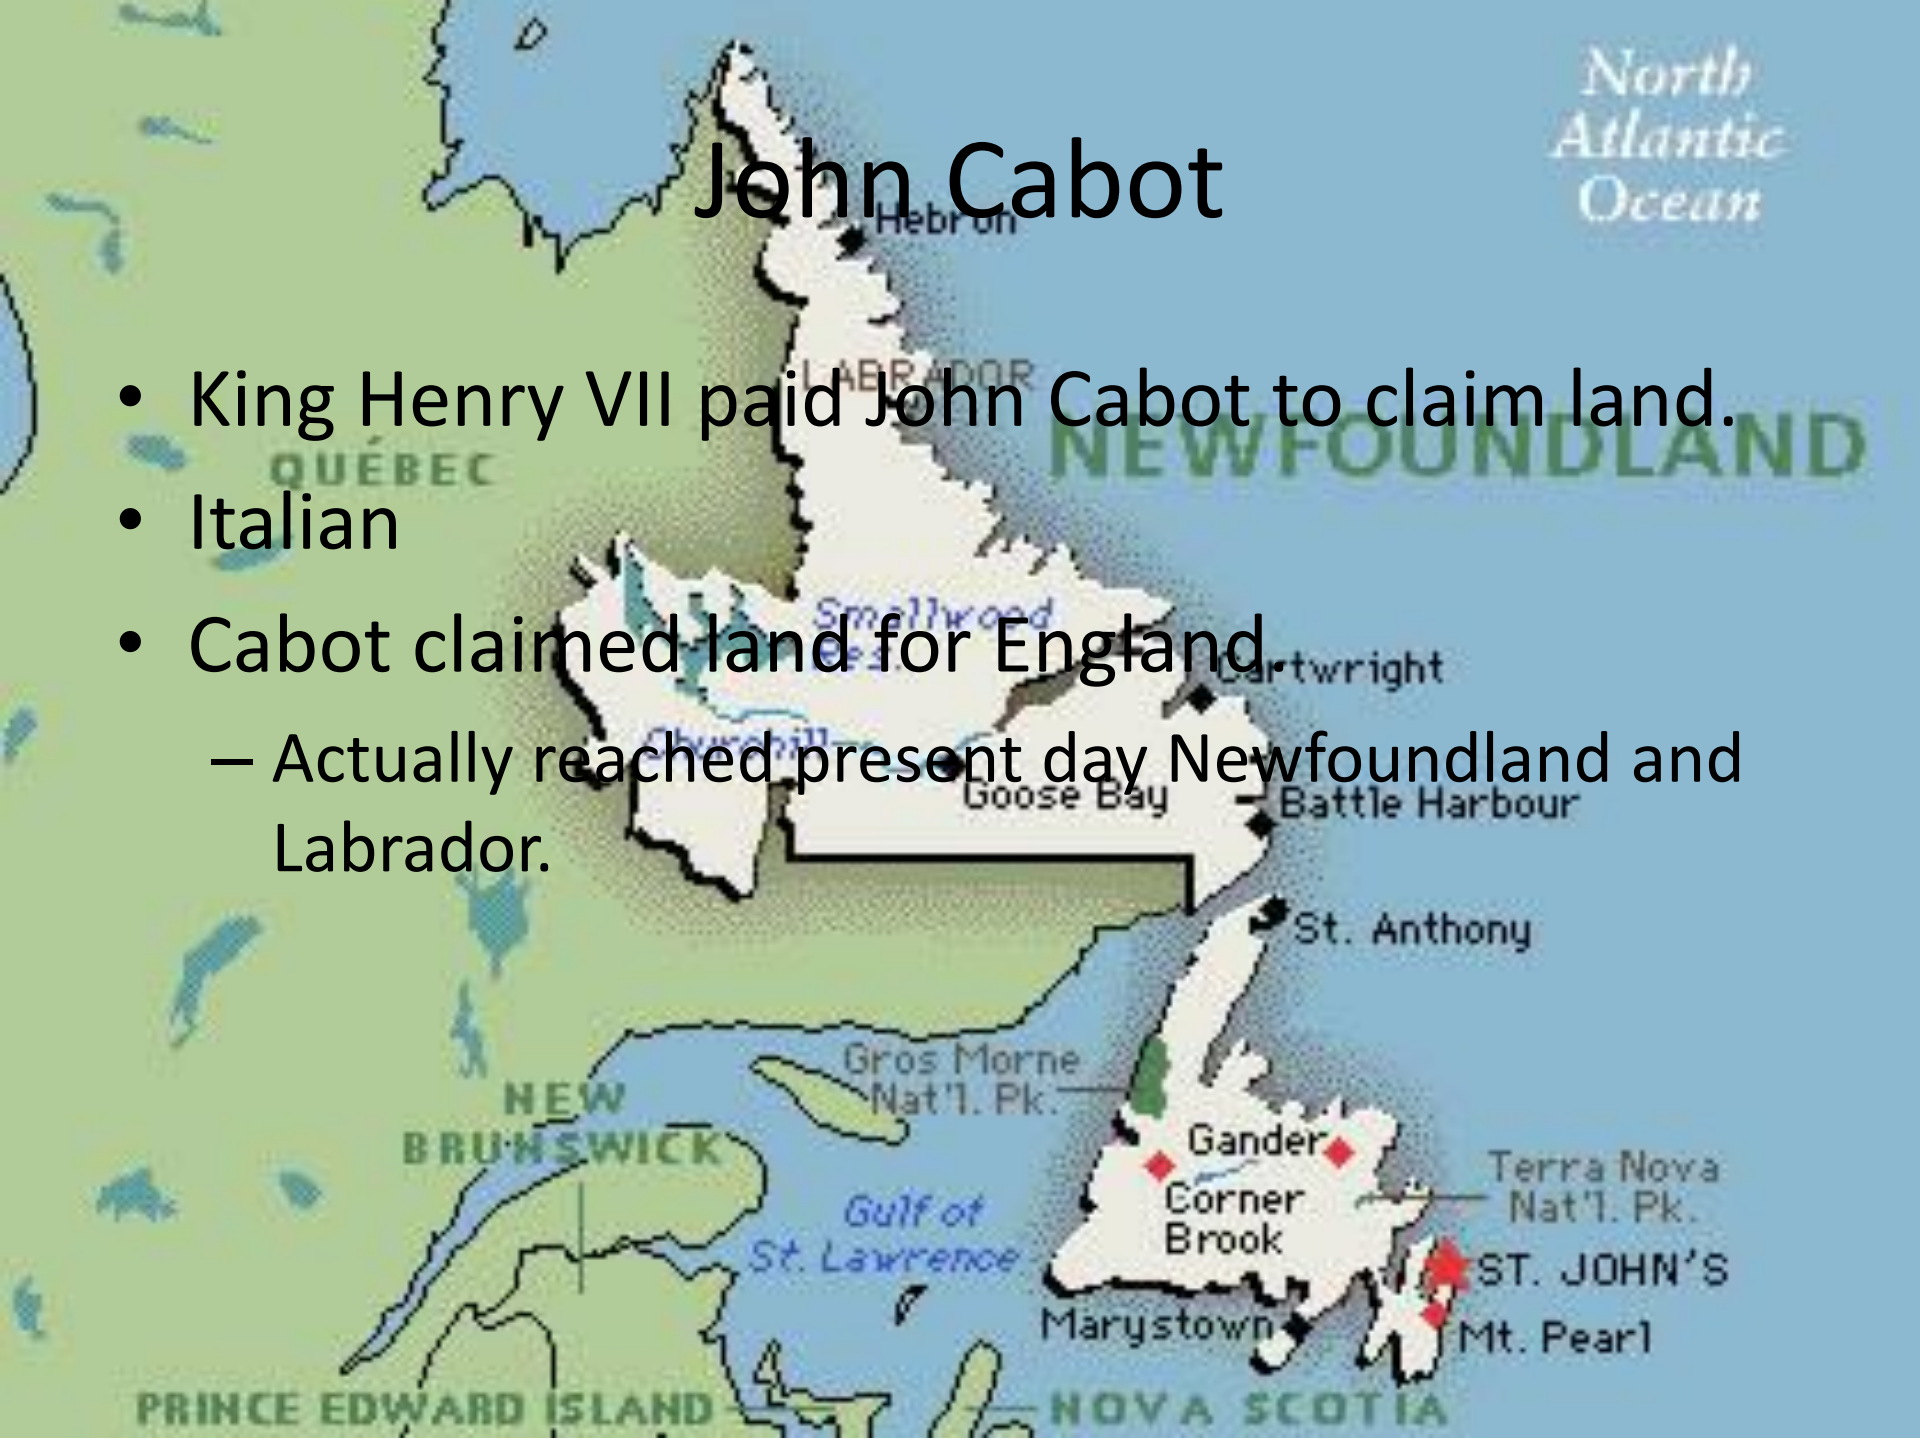 North
Atlantic
Ocean
John Cabot
Hebron
LABRADOR
• King Henry VII paid John Cabot to claim land.
NEWFOUNDLAND
QUÉBEC
• Italian
Smallwood
Res.
• Cabot claimed land for England.
Cartwright
Churchill
– Actually reached present day Newfoundland and
Goose Bay
Battle Harbour
Labrador.
St. Anthony
Gros Morne
Nat'l. Pk.
NEW
BRUNSWICK
Gander
Corner
Brook
Terra Nova
Nat'l. Pk.
Gulf of
St. Lawrence
ST. JOHN'S
Marystown
Mt. Pearl
PRINCE EDWARD ISLAND
NOVA SCOTIA